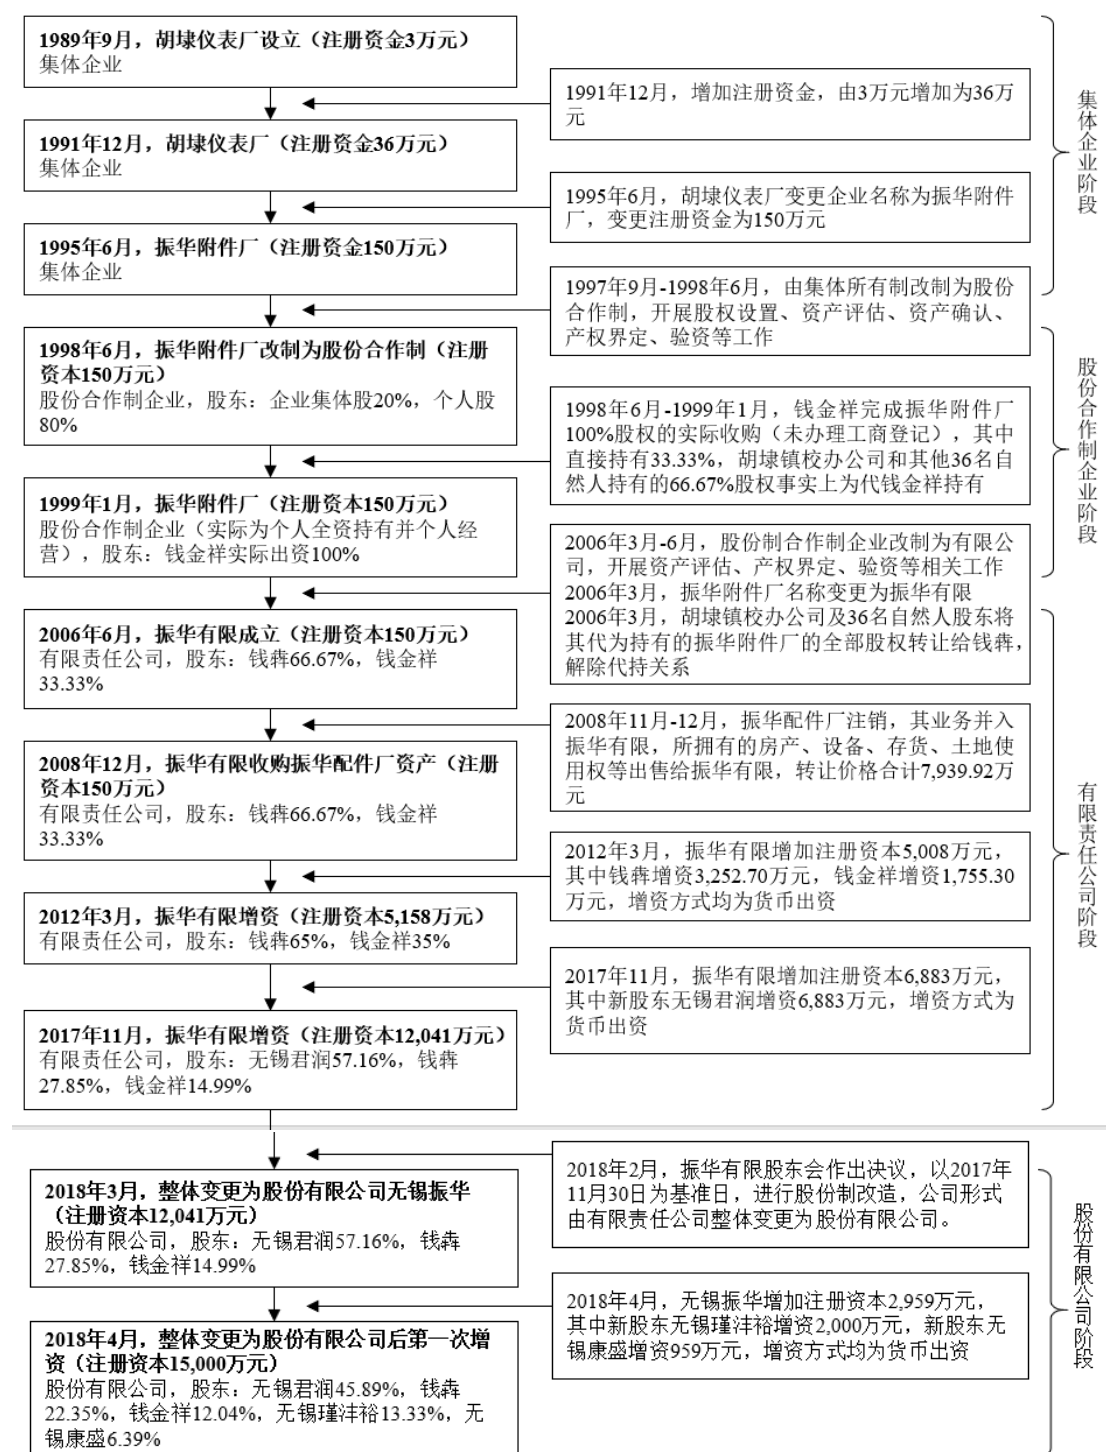 1989年9月，胡埭仪表厂设立（注册资金3万元）
集体企业
1991年12月，增加注册资金，由3万元增加为36万
元
1991年12月，胡埭仪表厂（注册资金36万元）
集体企业
1995年6月，胡埭仪表厂变更企业名称为振华附件
厂，变更注册资金为150万元
1995年6月，振华附件厂（注册资金150万元）
集体企业
集体企业阶段
1997年9月-1998年6月，由集体所有制改制为股份
合作制，开展股权设置、资产评估、资产确认、
产权界定、验资等工作
1998年6月，振华附件厂改制为股份合作制（注册
资本150万元）
股份合作制企业，股东：企业集体股20%，个人股
80%
1998年6月-1999年1月，钱金祥完成振华附件厂
100%股权的实际收购（未办理工商登记），其中
直接持有33.33%，胡埭镇校办公司和其他36名自
然人持有的66.67%股权事实上为代钱金祥持有
1999年1月，振华附件厂（注册资本150万元）
股份合作制企业（实际为个人全资持有并个人经
营），股东：钱金祥实际出资100%
股份合作制企业阶段
2006年3月-6月，股份制合作制企业改制为有限公
司，开展资产评估、产权界定、验资等相关工作
2006年3月，振华附件厂名称变更为振华有限
2006年3月，胡埭镇校办公司及36名自然人股东将
其代为持有的振华附件厂的全部股权转让给钱犇，
解除代持关系
2006年6月，振华有限成立（注册资本150万元）
有限责任公司，股东：钱犇66.67%，钱金祥
33.33%
2008年11月-12月，振华配件厂注销，其业务并入
振华有限，所拥有的房产、设备、存货、土地使
用权等出售给振华有限，转让价格合计7,939.92万
元
2008年12月，振华有限收购振华配件厂资产（注册
资本150万元）
有限责任公司，股东：钱犇66.67%，钱金祥
33.33%
2012年3月，振华有限增加注册资本5,008万元，
其中钱犇增资3,252.70万元，钱金祥增资1,755.30
万元，增资方式均为货币出资
2012年3月，振华有限增资（注册资本5,158万元）
有限责任公司，股东：钱犇65%，钱金祥35%
2017年11月，振华有限增加注册资本6,883万元，
其中新股东无锡君润增资6,883万元，增资方式为
货币出资
2017年11月，振华有限增资（注册资本12,041万元）
有限责任公司，股东：无锡君润57.16%，钱犇
27.85%，钱金祥14.99%
有限责任公司阶段
2018年2月，振华有限股东会作出决议，以2017年
11月30日为基准日，进行股份制改造，公司形式
由有限责任公司整体变更为股份有限公司。
2018年3月，整体变更为股份有限公司无锡振华
（注册资本12,041万元）
股份有限公司，股东：无锡君润57.16%，钱犇
27.85%，钱金祥14.99%
2018年4月，无锡振华增加注册资本2,959万元，
其中新股东无锡瑾沣裕增资2,000万元，新股东无
锡康盛增资959万元，增资方式均为货币出资
2018年4月，整体变更为股份有限公司后第一次增
资（注册资本15,000万元）
股份有限公司，股东：无锡君润45.89%，钱犇
22.35%，钱金祥12.04%，无锡瑾沣裕13.33%，无
锡康盛6.39%
股份有限公司阶段